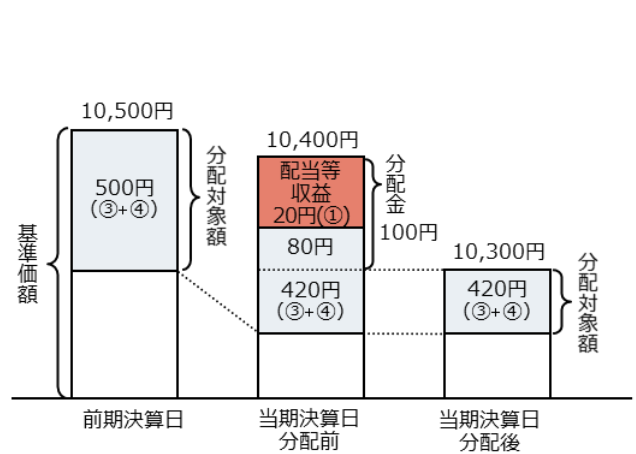 10,500円
500円
(③+④)
分配対象額
基準価額
前期決算日
10,400円
配当等
収益
20円(①)
80円
420円
(③+④)
分配金
100円
当期決算日
分配前
10,300円
420円
(③+④)
分配対象額
当期決算日
分配後